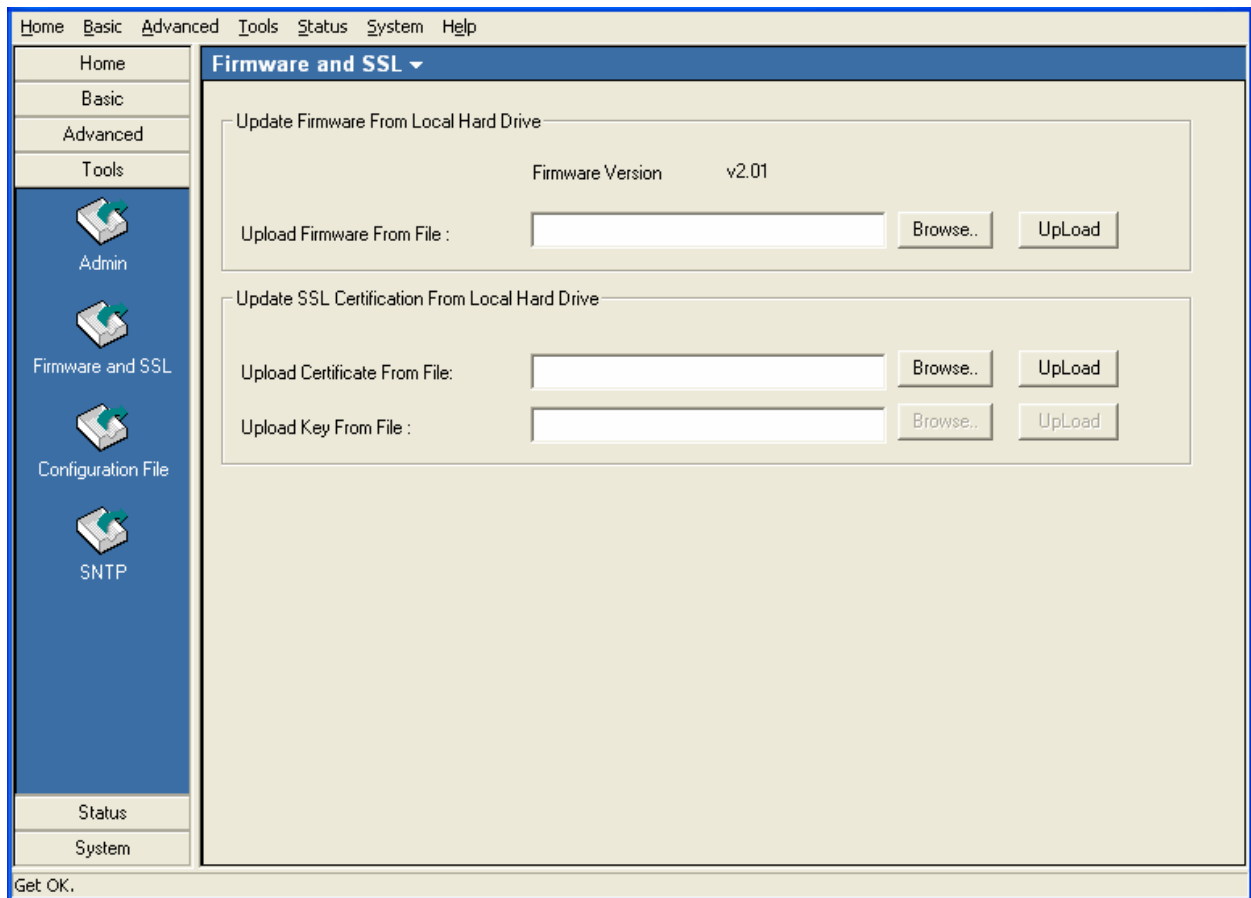 Home Basic Advanced Tools Status System Help
Home
Basic
Advanced
Tools
Admin
Firmware and SSL
Configuration File
SNTP
Status
System
Firmware and SSL
Update Firmware From Local Hard Drive
Firmware Version v2.01
Upload Firmware From File : Browse.. UpLoad
Update SSL Certification From Local Hard Drive
Upload Certificate From File: Browse.. UpLoad
Upload Key From File : Browse.. UpLoad
Get OK.